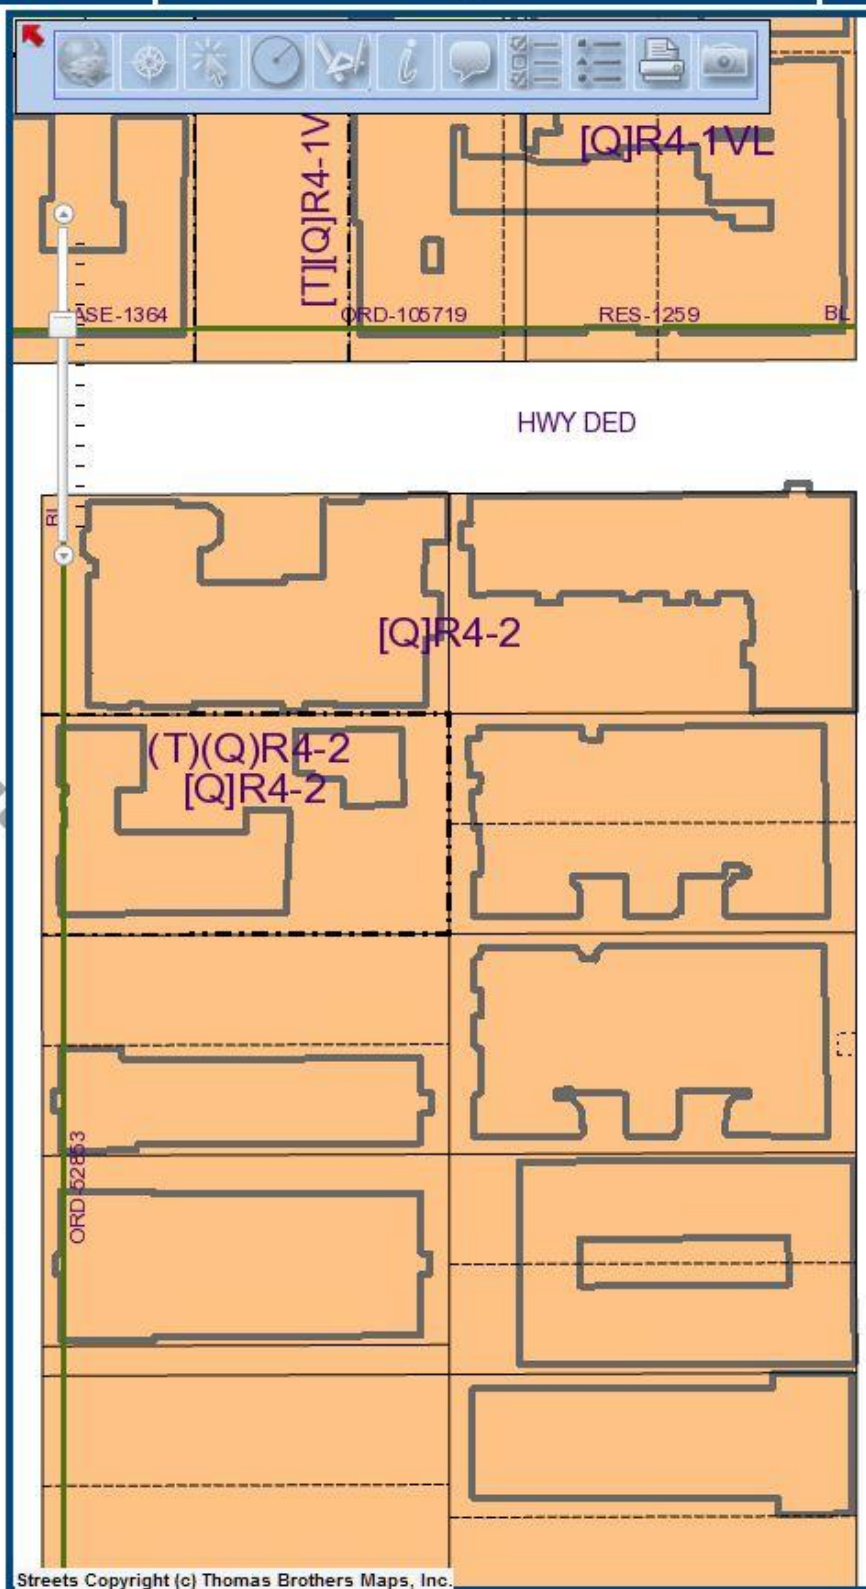 [Q]R4-1VL
[T][Q]R4-1V
ASE-1364
ORD-105719
RES-1259
BL
HWY DED
BL
[Q]R4-2
(T)(Q)R4-2
[Q]R4-2
ORD-52853
Streets Copyright (c) Thomas Brothers Maps, Inc.